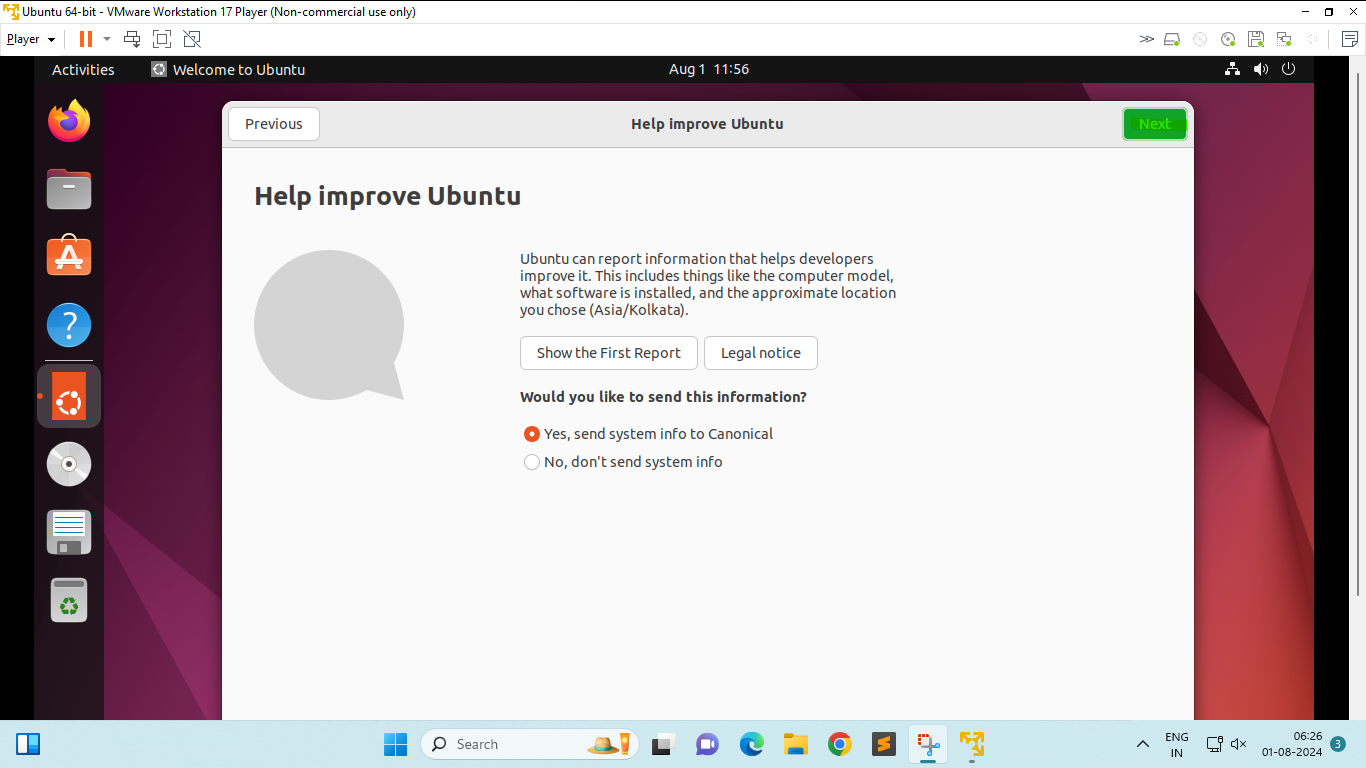 Ubuntu 64-bit - VMware Workstation 17 Player (Non-commercial use only)
Player
Activities
Welcome to Ubuntu
Aug 1 11:56
Previous
Help improve Ubuntu
Next
Help improve Ubuntu
Ubuntu can report information that helps developers
improve it. This includes things like the computer model,
what software is installed, and the approximate location
you chose (Asia/Kolkata).
Show the First Report
Legal notice
Would you like to send this information?
Yes, send system info to Canonical
No, don't send system info
Search
ENG
IN
06:26
01-08-2024
3